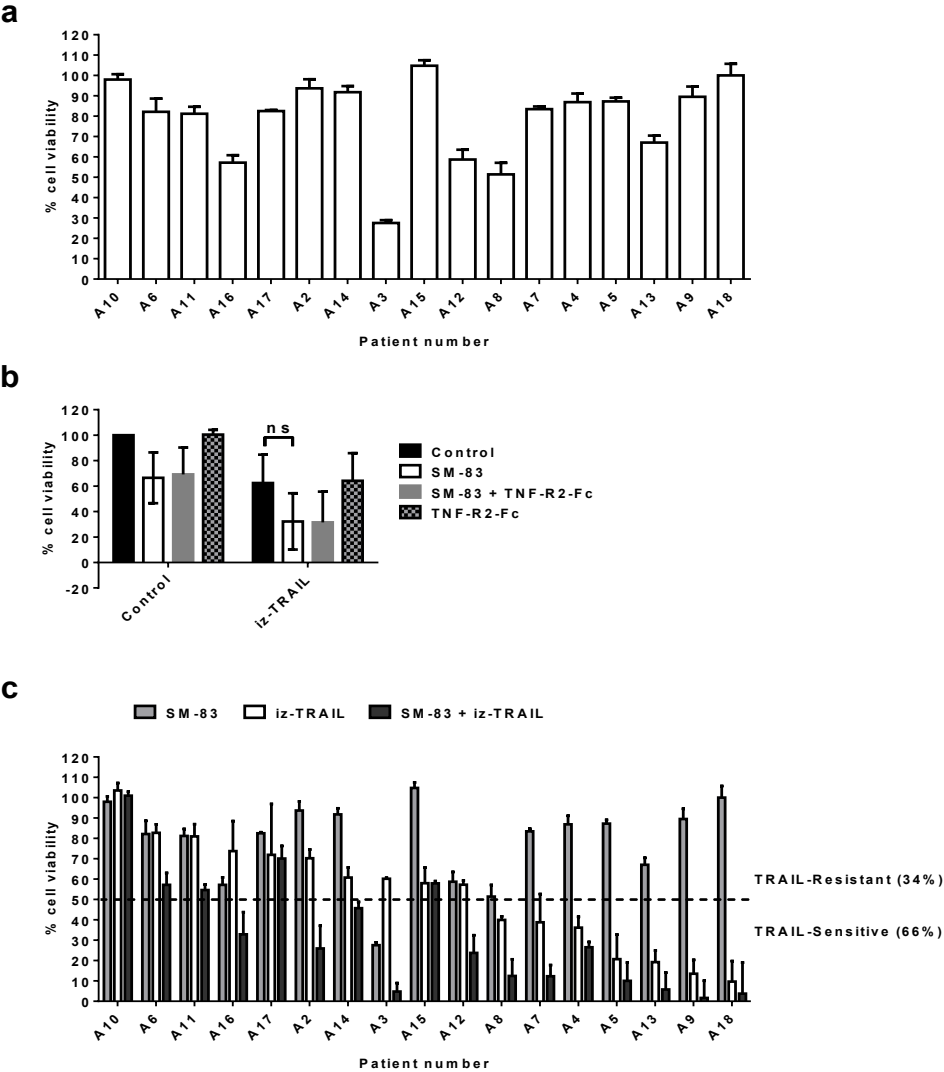 a
120
110
100
90
80
70
60
50
40
30
20
10
0
% cell viability
A10 A6 A11 A16 A17 A2 A14 A3 A15 A12 A8 A7 A4 A5 A13 A9 A18
Patient number
b
120
100
80
60
40
20
0
-20
% cell viability
ns
Control iz-TRAIL
Control
SM-83
SM-83 + TNF-R2-Fc
TNF-R2-Fc
c
SM-83 iz-TRAIL SM-83 + iz-TRAIL
120
110
100
90
80
70
60
50
40
30
20
10
0
% cell viability
TRAIL-Resistant (34%)
TRAIL-Sensitive (66%)
A10 A6 A11 A16 A17 A2 A14 A3 A15 A12 A8 A7 A4 A5 A13 A9 A18
Patient number